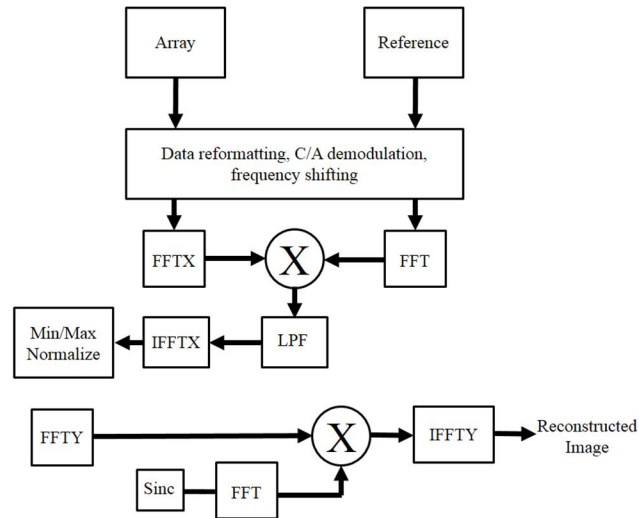 Array
Reference
Data reformatting, C/A demodulation,
frequency shifting
FFTX
X
FFT
Min/Max
Normalize
IFFTX
LPF
FFTY
X
IFFTY
Reconstructed
Image
Sinc
FFT